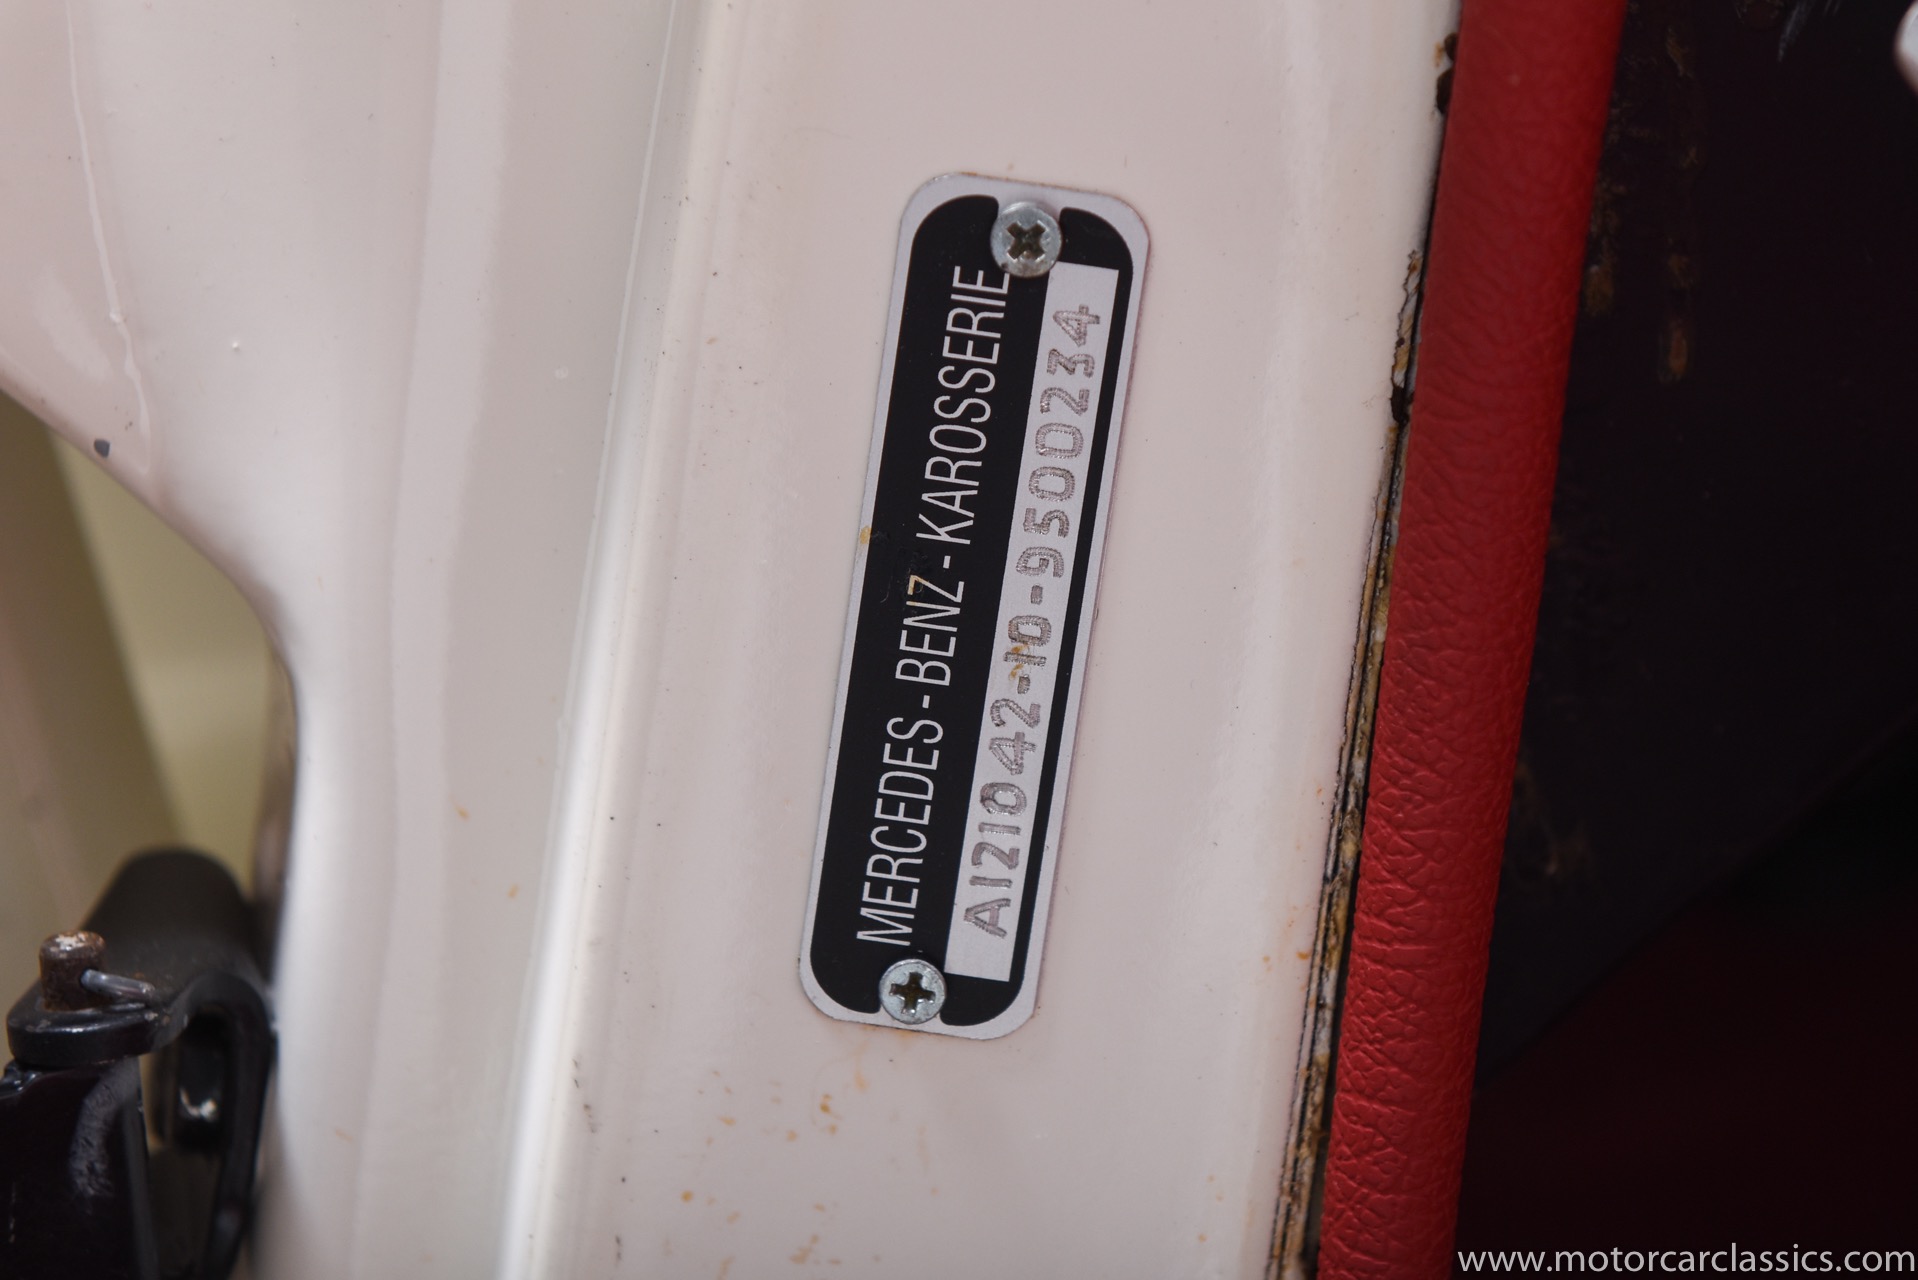 MERCEDES-BENZ-KAROSSERIE
A121042-10-9500234
www.motorcarclassics.com